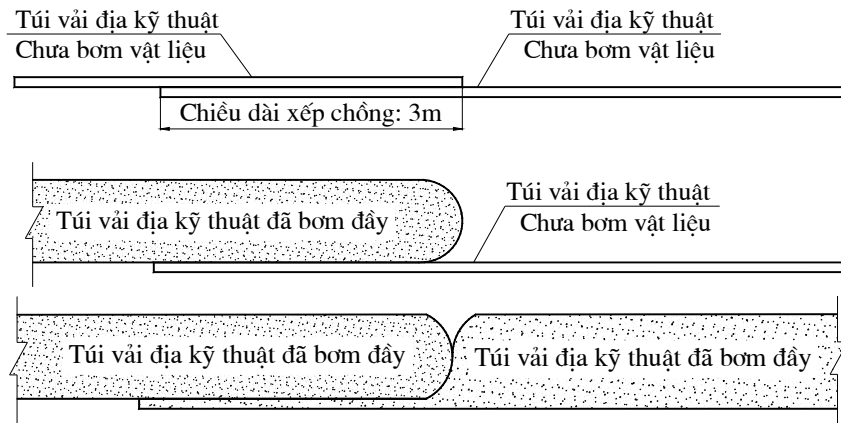 Túi vải địa kỹ thuật
Chưa bơm vật liệu
Túi vải địa kỹ thuật
Chưa bơm vật liệu
Chiều dài xếp chồng: 3m
Túi vải địa kỹ thuật đã bơm đầy
Túi vải địa kỹ thuật
Chưa bơm vật liệu
Túi vải địa kỹ thuật đã bơm đầy
Túi vải địa kỹ thuật đã bơm đầy